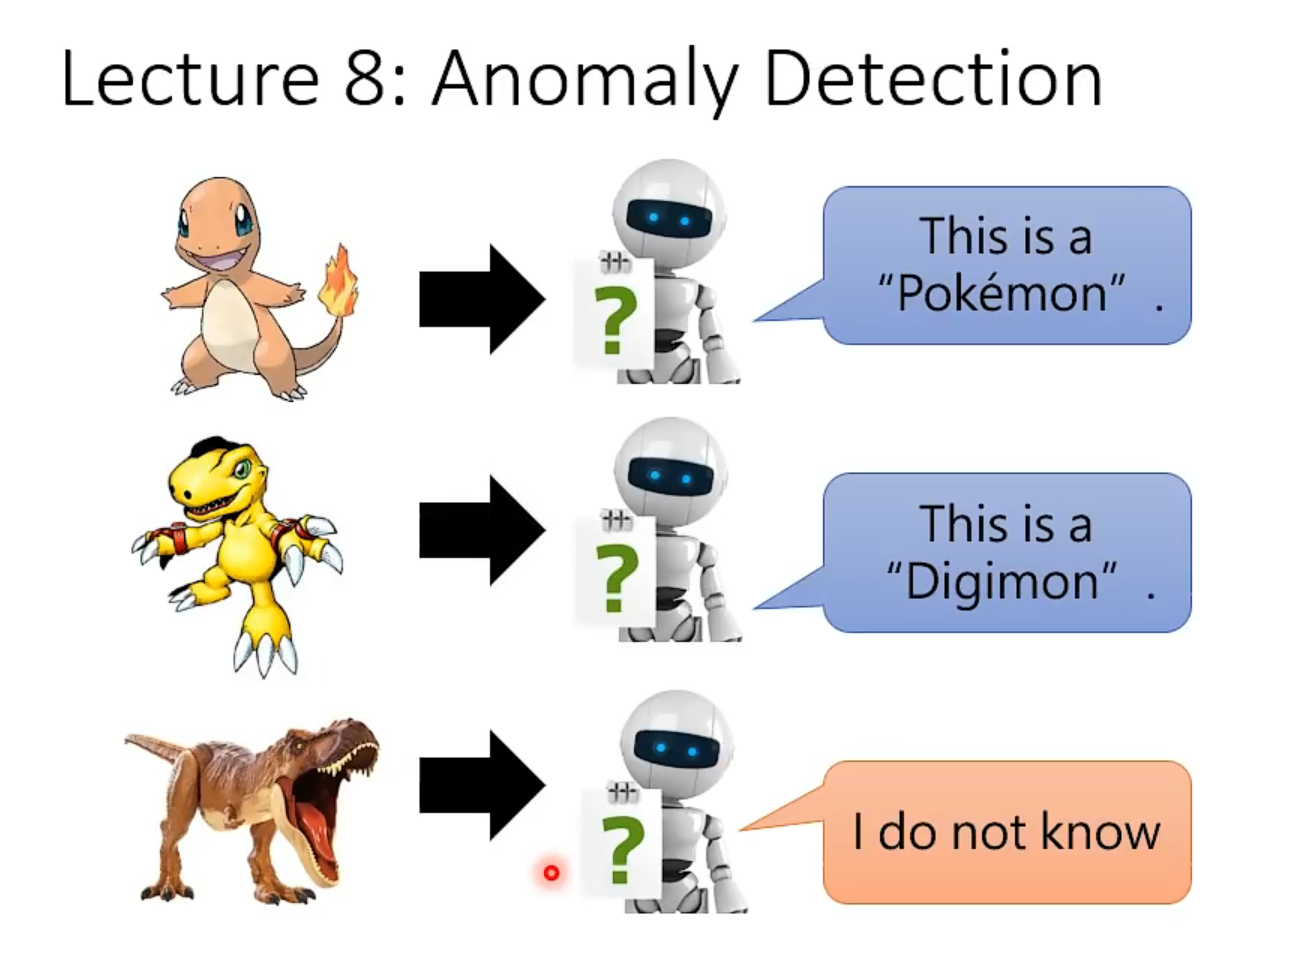 Lecture 8: Anomaly Detection
This is a
“Pokémon” .
?
This is a
“Digimon” .
?
I do not know
?